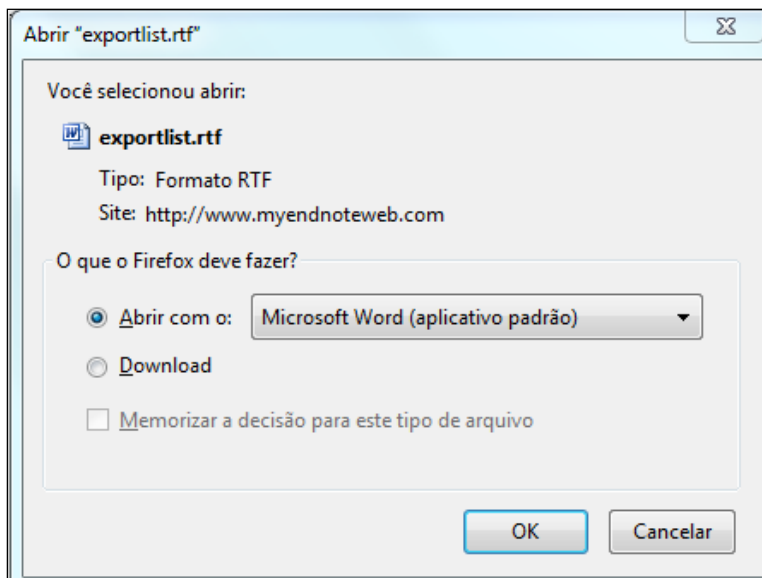 Abrir "exportlist.rtf"
Você selecionou abrir:
exportlist.rtf
Tipo: Formato RTF
Site: http://www.myendnoteweb.com
O que o Firefox deve fazer?
Abrir com o: Microsoft Word (aplicativo padrão)
Download
Memorizar a decisão para este tipo de arquivo
OK Cancelar